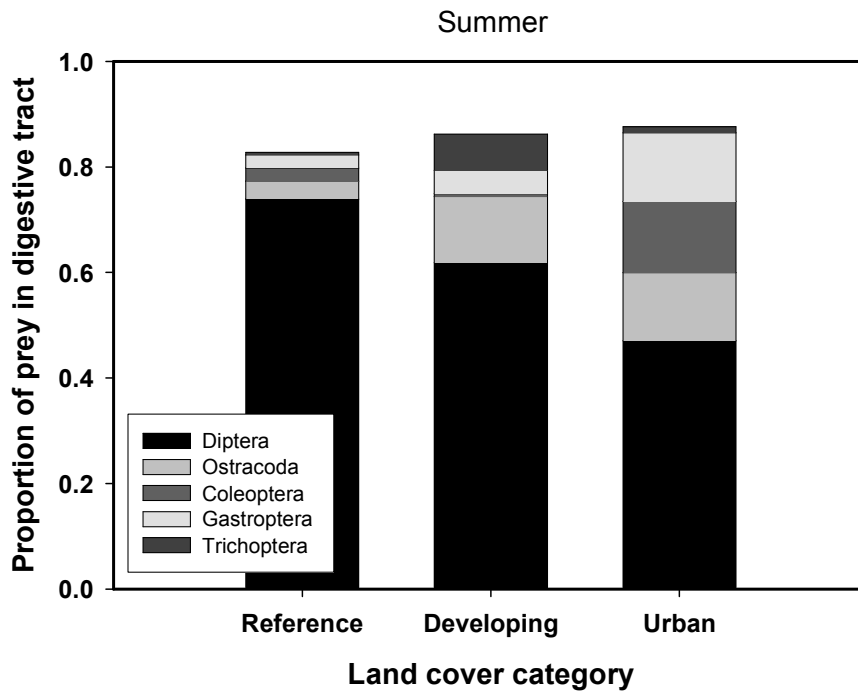 Summer
Proportion of prey in digestive tract
1.0
0.8
0.6
0.4
0.2
0.0
Diptera
Ostracoda
Coleoptera
Gastroptera
Trichoptera
Reference Developing Urban
Land cover category